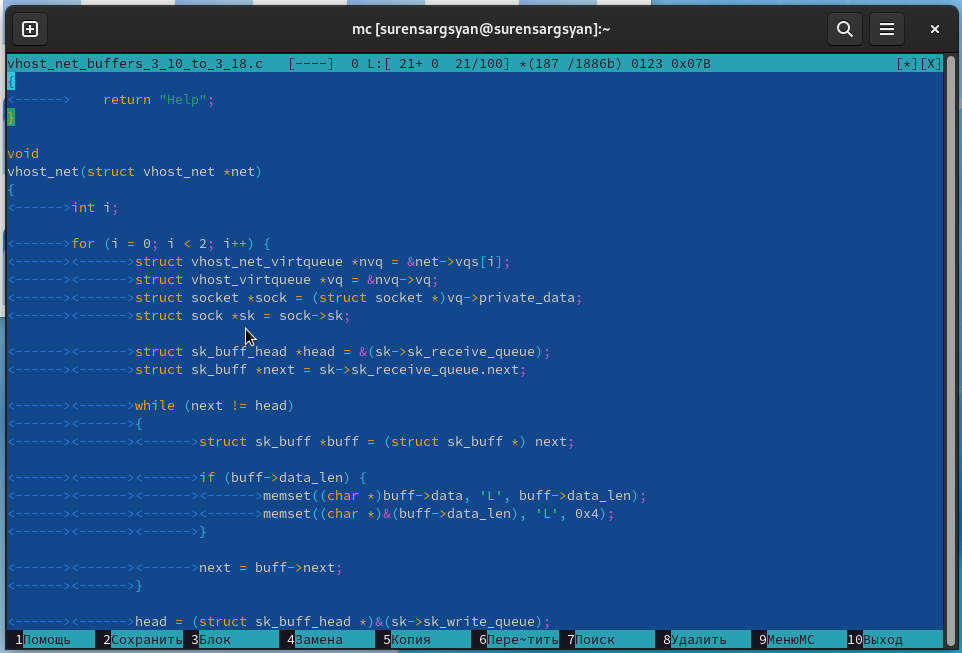 mc [surensargsyan@surensargsyan]:~
vhost_net_buffers_3_10_to_3_18.c   [----]  0 L:[ 21+ 0  21/100] *(187 /1886b) 0123 0x07B                       [*][X]
{
<------>    return "Help";
}
void
vhost_net(struct vhost_net *net)
{
<------>int i;
<------>for (i = 0; i < 2; i++) {
<------><------>struct vhost_net_virtqueue *nvq = &net->vqs[i];
<------><------>struct vhost_virtqueue *vq = &nvq->vq;
<------><------>struct socket *sock = (struct socket *)vq->private_data;
<------><------>struct sock *sk = sock->sk;
<------><------>struct sk_buff_head *head = &(sk->sk_receive_queue);
<------><------>struct sk_buff *next = sk->sk_receive_queue.next;
<------><------>while (next != head)
<------><------>{
<------><------><------>struct sk_buff *buff = (struct sk_buff *) next;
<------><------><------>if (buff->data_len) {
<------><------><------><------>memset((char *)buff->data, 'L', buff->data_len);
<------><------><------><------>memset((char *)&(buff->data_len), 'L', 0x4);
<------><------><------>}
<------><------><------>next = buff->next;
<------><------>}
<------><------>head = (struct sk_buff_head *)&(sk->sk_write_queue);
1Помощь 2Сохранить 3Блок 4Замена 5Копия 6Пере~тить 7Поиск 8Удалить 9МенюМС 10Выход